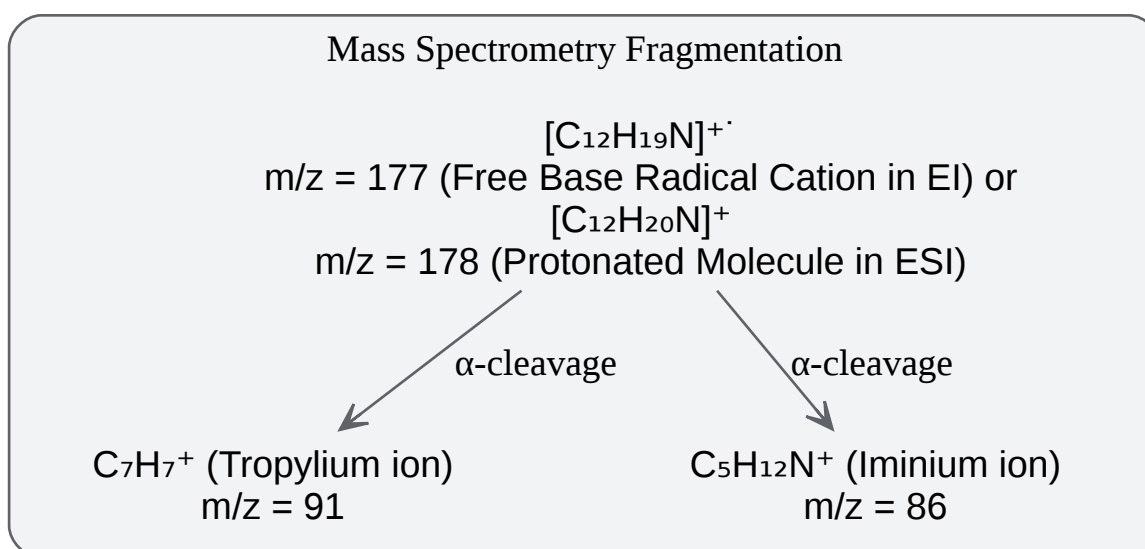 Mass Spectrometry Fragmentation
[C₁₂H₁₉N]⁺˙
m/z = 177 (Free Base Radical Cation in EI) or
[C₁₂H₂₀N]⁺
m/z = 178 (Protonated Molecule in ESI)
α-cleavage α-cleavage
C₇H₇⁺ (Tropylium ion) C₅H₁₂N⁺ (Iminium ion)
m/z = 91 m/z = 86